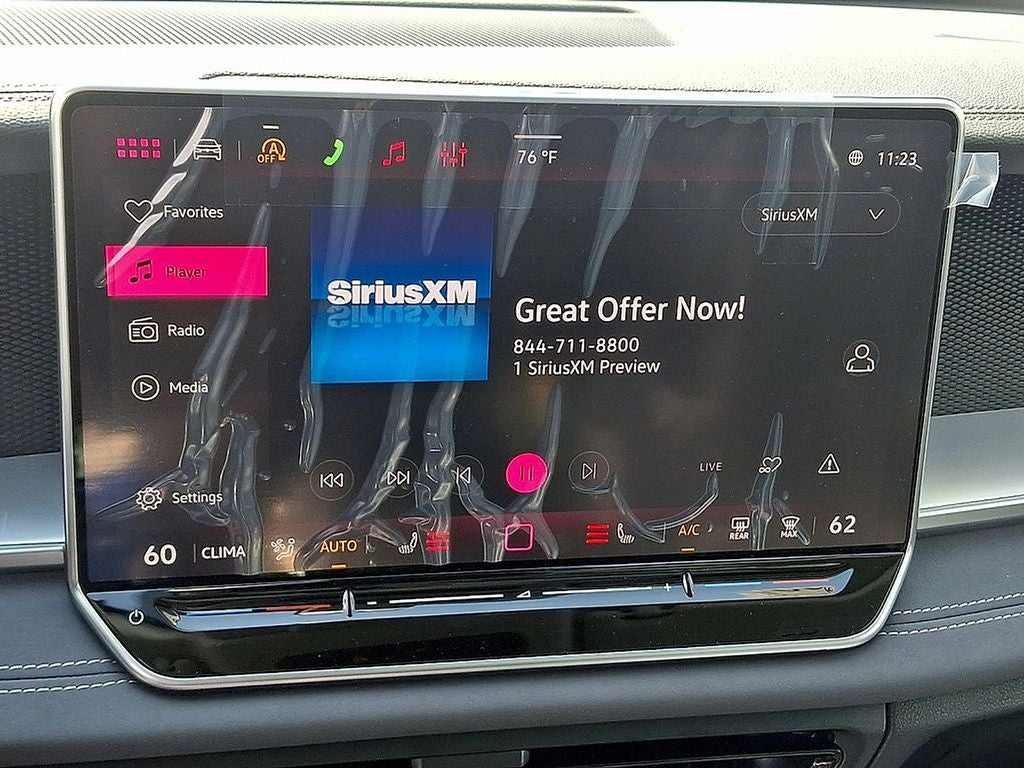 A
OFF
76 °F
11:23
Favorites
SiriusXM
Player
SiriusXM
Great Offer Now!
Radio
844-711-8800
1 SiriusXM Preview
Media
LIVE
Settings
60
CLIMA
AUTO
A/C
REAR
MAX
62